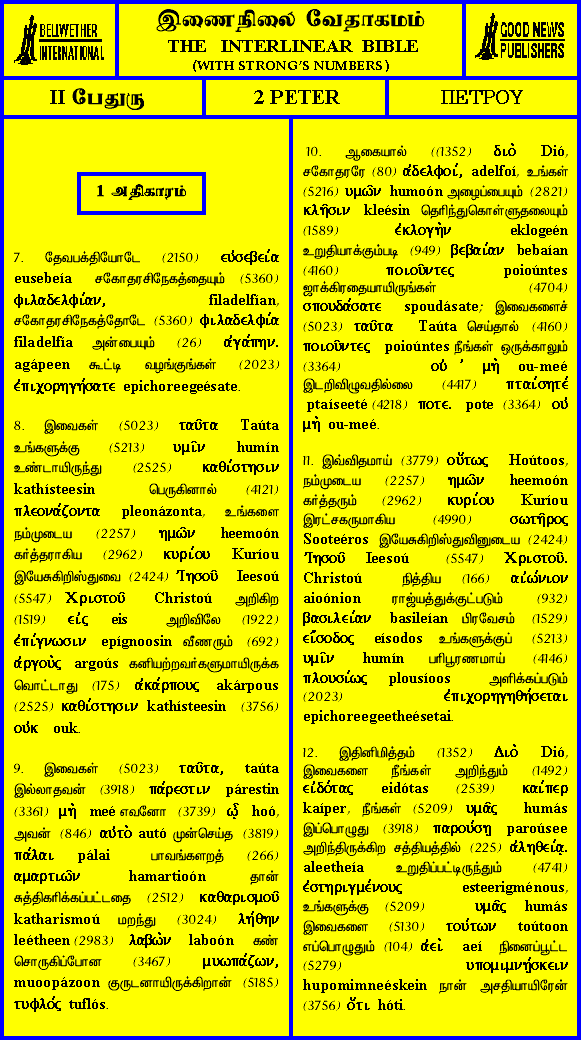 BELLWETHER
INTERNATIONAL
இணைநிலை வேதாகமம்
THE INTERLINEAR BIBLE
(WITH STRONG'S NUMBERS)
GOOD NEWS
PUBLISHERS
II பேதுரு
2 PETER
ΠΕΤΡΟΥ
1 அதிகாரம்
7. தேவபக்தியோடே (2150) εὐσεβεία
eusebeía சகோதரசிநேகத்தையும் (5360)
φιλαδελφίαν, filadelfian,
சகோதரசிநேகத்தோடே (5360) φιλαδελφία
filadelfía அன்பையும் (26) ἀγάπην.
agápeen கூட்டி வழங்குங்கள் (2023)
ἐπιχορηγήσατε epichoreegeésate.
8. இவைகள் (5023) ταῦτα Taúta
உங்களுக்கு (5213) υμῖν humín
உண்டாயிருந்து (2525) καθίστησιν
kathísteesin பெருகினால் (4121)
πλεονάζοντα pleonázonta, உங்களை
நம்முடைய (2257) ημῶν heemoón
கர்த்தராகிய (2962) κυρίου Kuríou
இயேசுகிறிஸ்துவை (2424) Ἰησοῦ Ieesoú
(5547) Χριστοῦ Christoú அறிகிற
(1519) εἰς eis அறிவிலே (1922)
ἐπίγνωσιν epígnoosin வீணரும் (692)
ἀργοὺς argoús கனியற்றவர்களுமாயிருக்க
வொட்டாது (175) ἀκάρπους akárpous
(2525) καθίστησιν kathísteesin (3756)
οὐκ ouk.
9. இவைகள் (5023) ταῦτα, taúta
இல்லாதவன் (3918) πάρεστιν párestin
(3361) μὴ meé எவனோ (3739) ᾧ hoó,
அவன் (846) αὐτὸ autó முன்செய்த (3819)
πάλαι pálai பாவங்களறத் (266)
αμαρτιῶν hamartioón தான்
சுத்திகரிக்கப்பட்டதை (2512) καθαρισμοῦ
katharismoú மறந்து (3024) λήθην
leétheen (2983) λαβὼν laboón கண்
சொருகிப்போன (3467) μυωπάζων,
muoopázoon குருடனாயிருக்கிறான் (5185)
τυφλός tuflós.
10. ஆகையால் ((1352) διὸ Dió,
சகோதரரே (80) ἀδελφοί, adelfoí, உங்கள்
(5216) υμῶν humoón அழைப்பையும் (2821)
κλῆσιν kleésin தெரிந்துகொள்ளுதலையும்
(1589) ἐκλογὴν eklogeén
உறுதியாக்கும்படி (949) βεβαίαν bebaían
(4160) ποιοῦντες poioúntes
ஜாக்கிரதையாயிருங்கள் (4704)
σπουδάσατε spoudásate; இவைகளைச்
(5023) ταῦτα Taúta செய்தால் (4160)
ποιοῦντες poioúntes நீங்கள் ஒருக்காலும்
(3364) οὐ ' μὴ ou-meé
இடறிவிழுவதில்லை (4417) πταίσητέ
ptaíseeté (4218) ποτε. pote (3364) οὐ
μὴ ou-meé.
11. இவ்விதமாய் (3779) οὕτως Hoútoos,
நம்முடைய (2257) ημῶν heemoón
கர்த்தரும் (2962) κυρίου Kuríou
இரட்சகருமாகிய (4990) σωτῆρος
Sooteéros இயேசுகிறிஸ்துவினுடைய (2424)
Ἰησοῦ Ieesoú (5547) Χριστοῦ.
Christoú நித்திய (166) αἰώνιον
aioónion ராஜ்யத்துக்குட்படும் (932)
βασιλείαν basileían பிரவேசம் (1529)
εἴσοδος eísodos உங்களுக்குப் (5213)
υμῖν humín பரிபூரணமாய் (4146)
πλουσίως plousíoos அளிக்கப்படும்
(2023) ἐπιχορηγηθήσεται
epichoreegeetheésetai.
12. இதினிமித்தம் (1352) Διὸ Dió,
இவைகளை நீங்கள் அறிந்தும் (1492)
εἰδότας eidótas (2539) καίπερ
kaíper, நீங்கள் (5209) υμᾶς humás
இப்பொழுது (3918) παρούσῃ paroúsee
அறிந்திருக்கிற சத்தியத்தில் (225) ἀληθείᾳ.
aleetheía உறுதிப்பட்டிருந்தும் (4741)
ἐστηριγμένους esteerigménous,
உங்களுக்கு (5209) υμᾶς humás
இவைகளை (5130) τούτων toútoon
எப்பொழுதும் (104) ἀεὶ aeí நினைப்பூட்ட
(5279) υπομιμνῄσκειν
hupomimneéskein நான் அசதியாயிரேன்
(3756) ὅτι hóti.